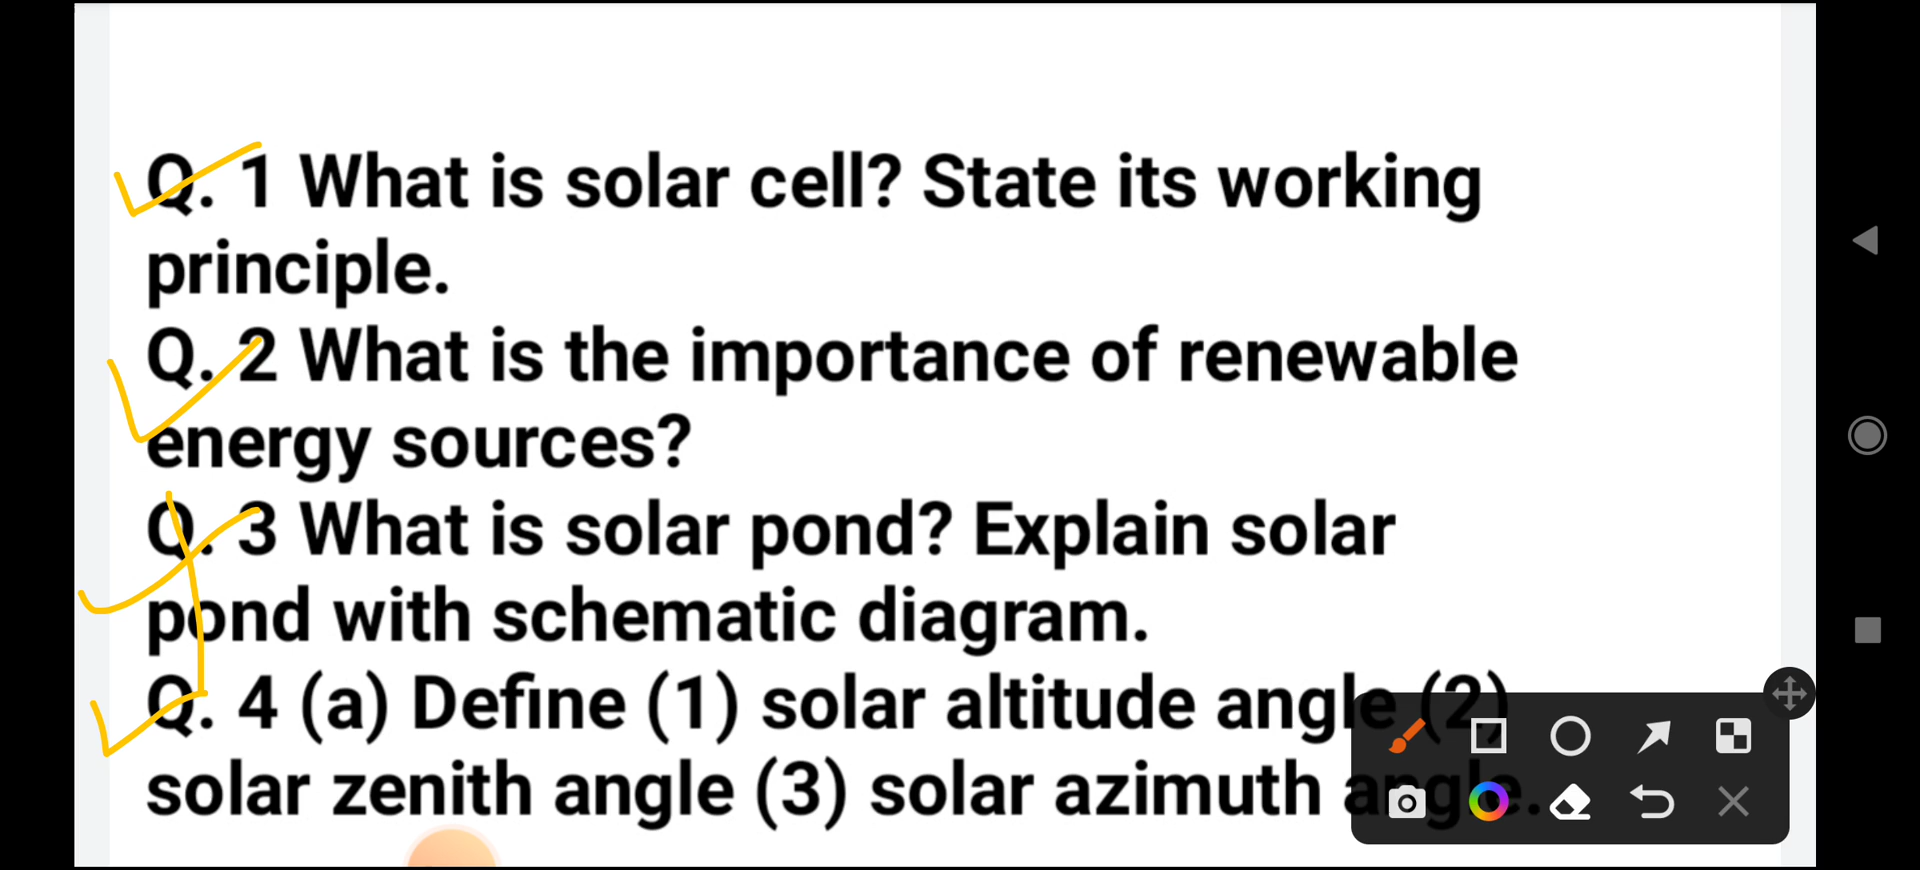 Q. 1 What is solar cell? State its working
principle.
Q. 2 What is the importance of renewable
energy sources?
Q. 3 What is solar pond? Explain solar
pond with schematic diagram.
Q. 4 (a) Define (1) solar altitude angle (2)
solar zenith angle (3) solar azimuth angle.